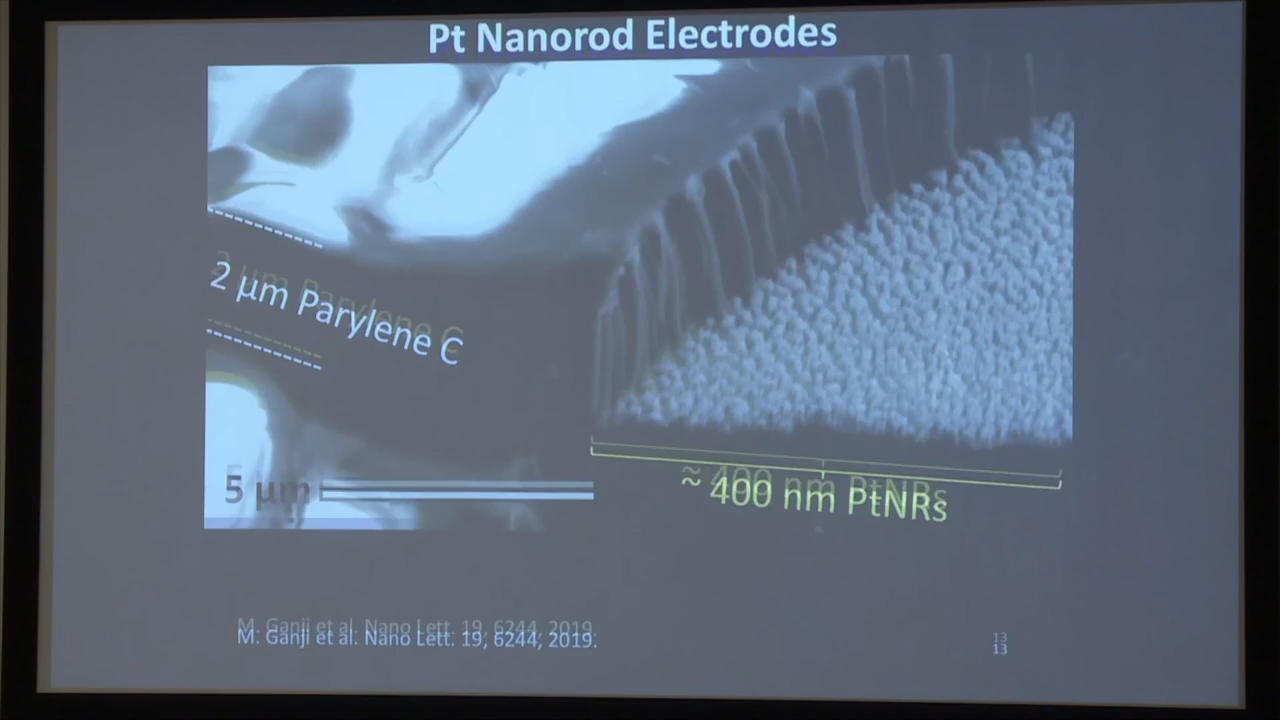 Pt Nanorod Electrodes
2 μm Parylene C
5 μm
≈ 400 nm PtNRs
M. Ganji et al. Nano Lett. 19, 6244, 2019.
13